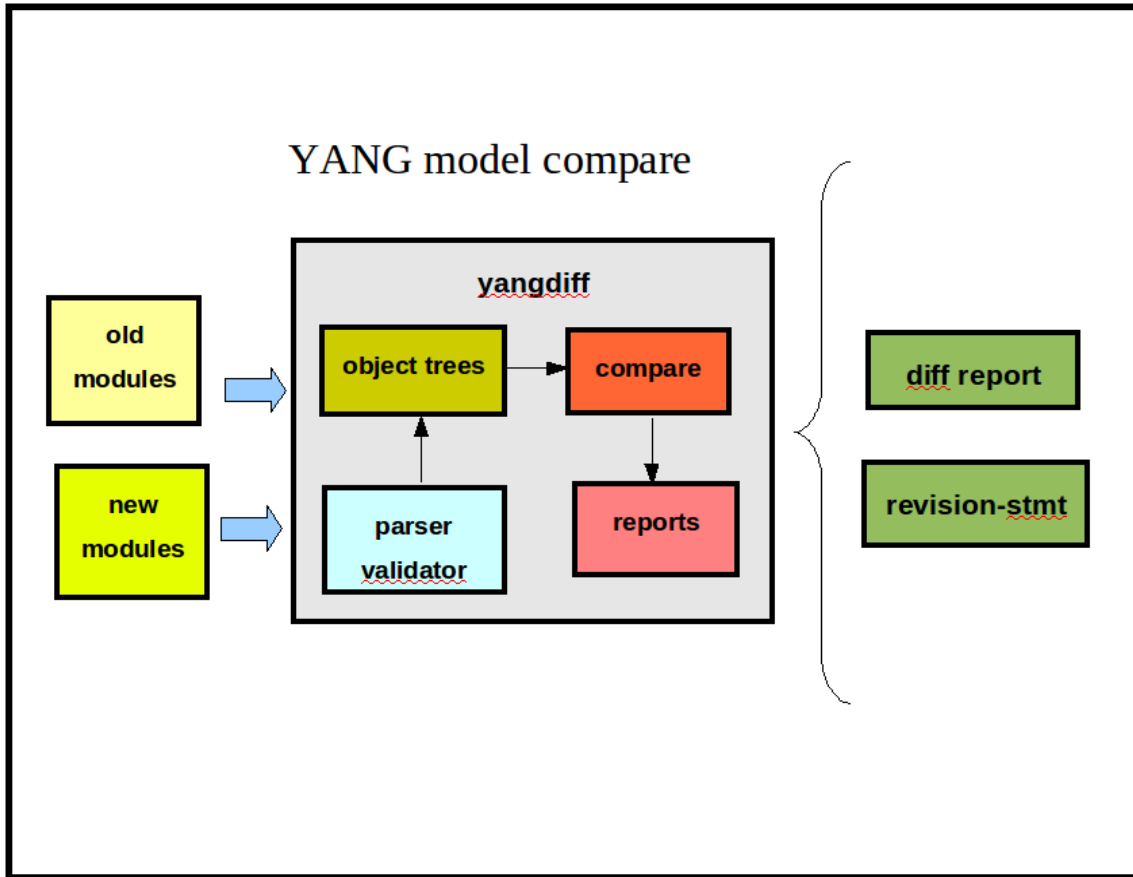 YANG model compare
yangdiff
old
modules
new
modules
object trees
compare
parser
validator
reports
diff report
revision-stmt